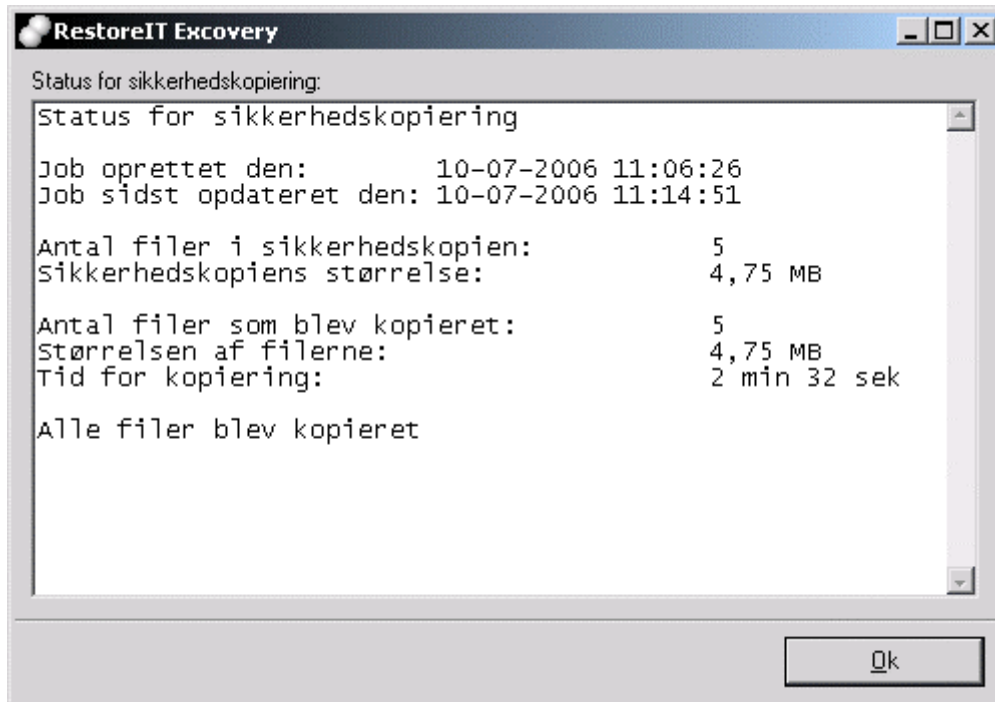 RestoreIT Excovery
Status for sikkerhedskopiering:
Status for sikkerhedskopiering
Job oprettet den: 10-07-2006 11:06:26
Job sidst opdateret den: 10-07-2006 11:14:51
Antal filer i sikkerhedskopien: 5
Sikkerhedskopiens størrelse: 4,75 MB
Antal filer som blev kopieret: 5
Størrelsen af filerne: 4,75 MB
Tid for kopiering: 2 min 32 sek
Alle filer blev kopieret
Ok